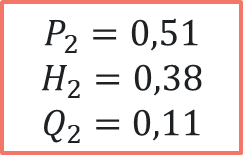 P₂ = 0,51
H₂ = 0,38
Q₂ = 0,11